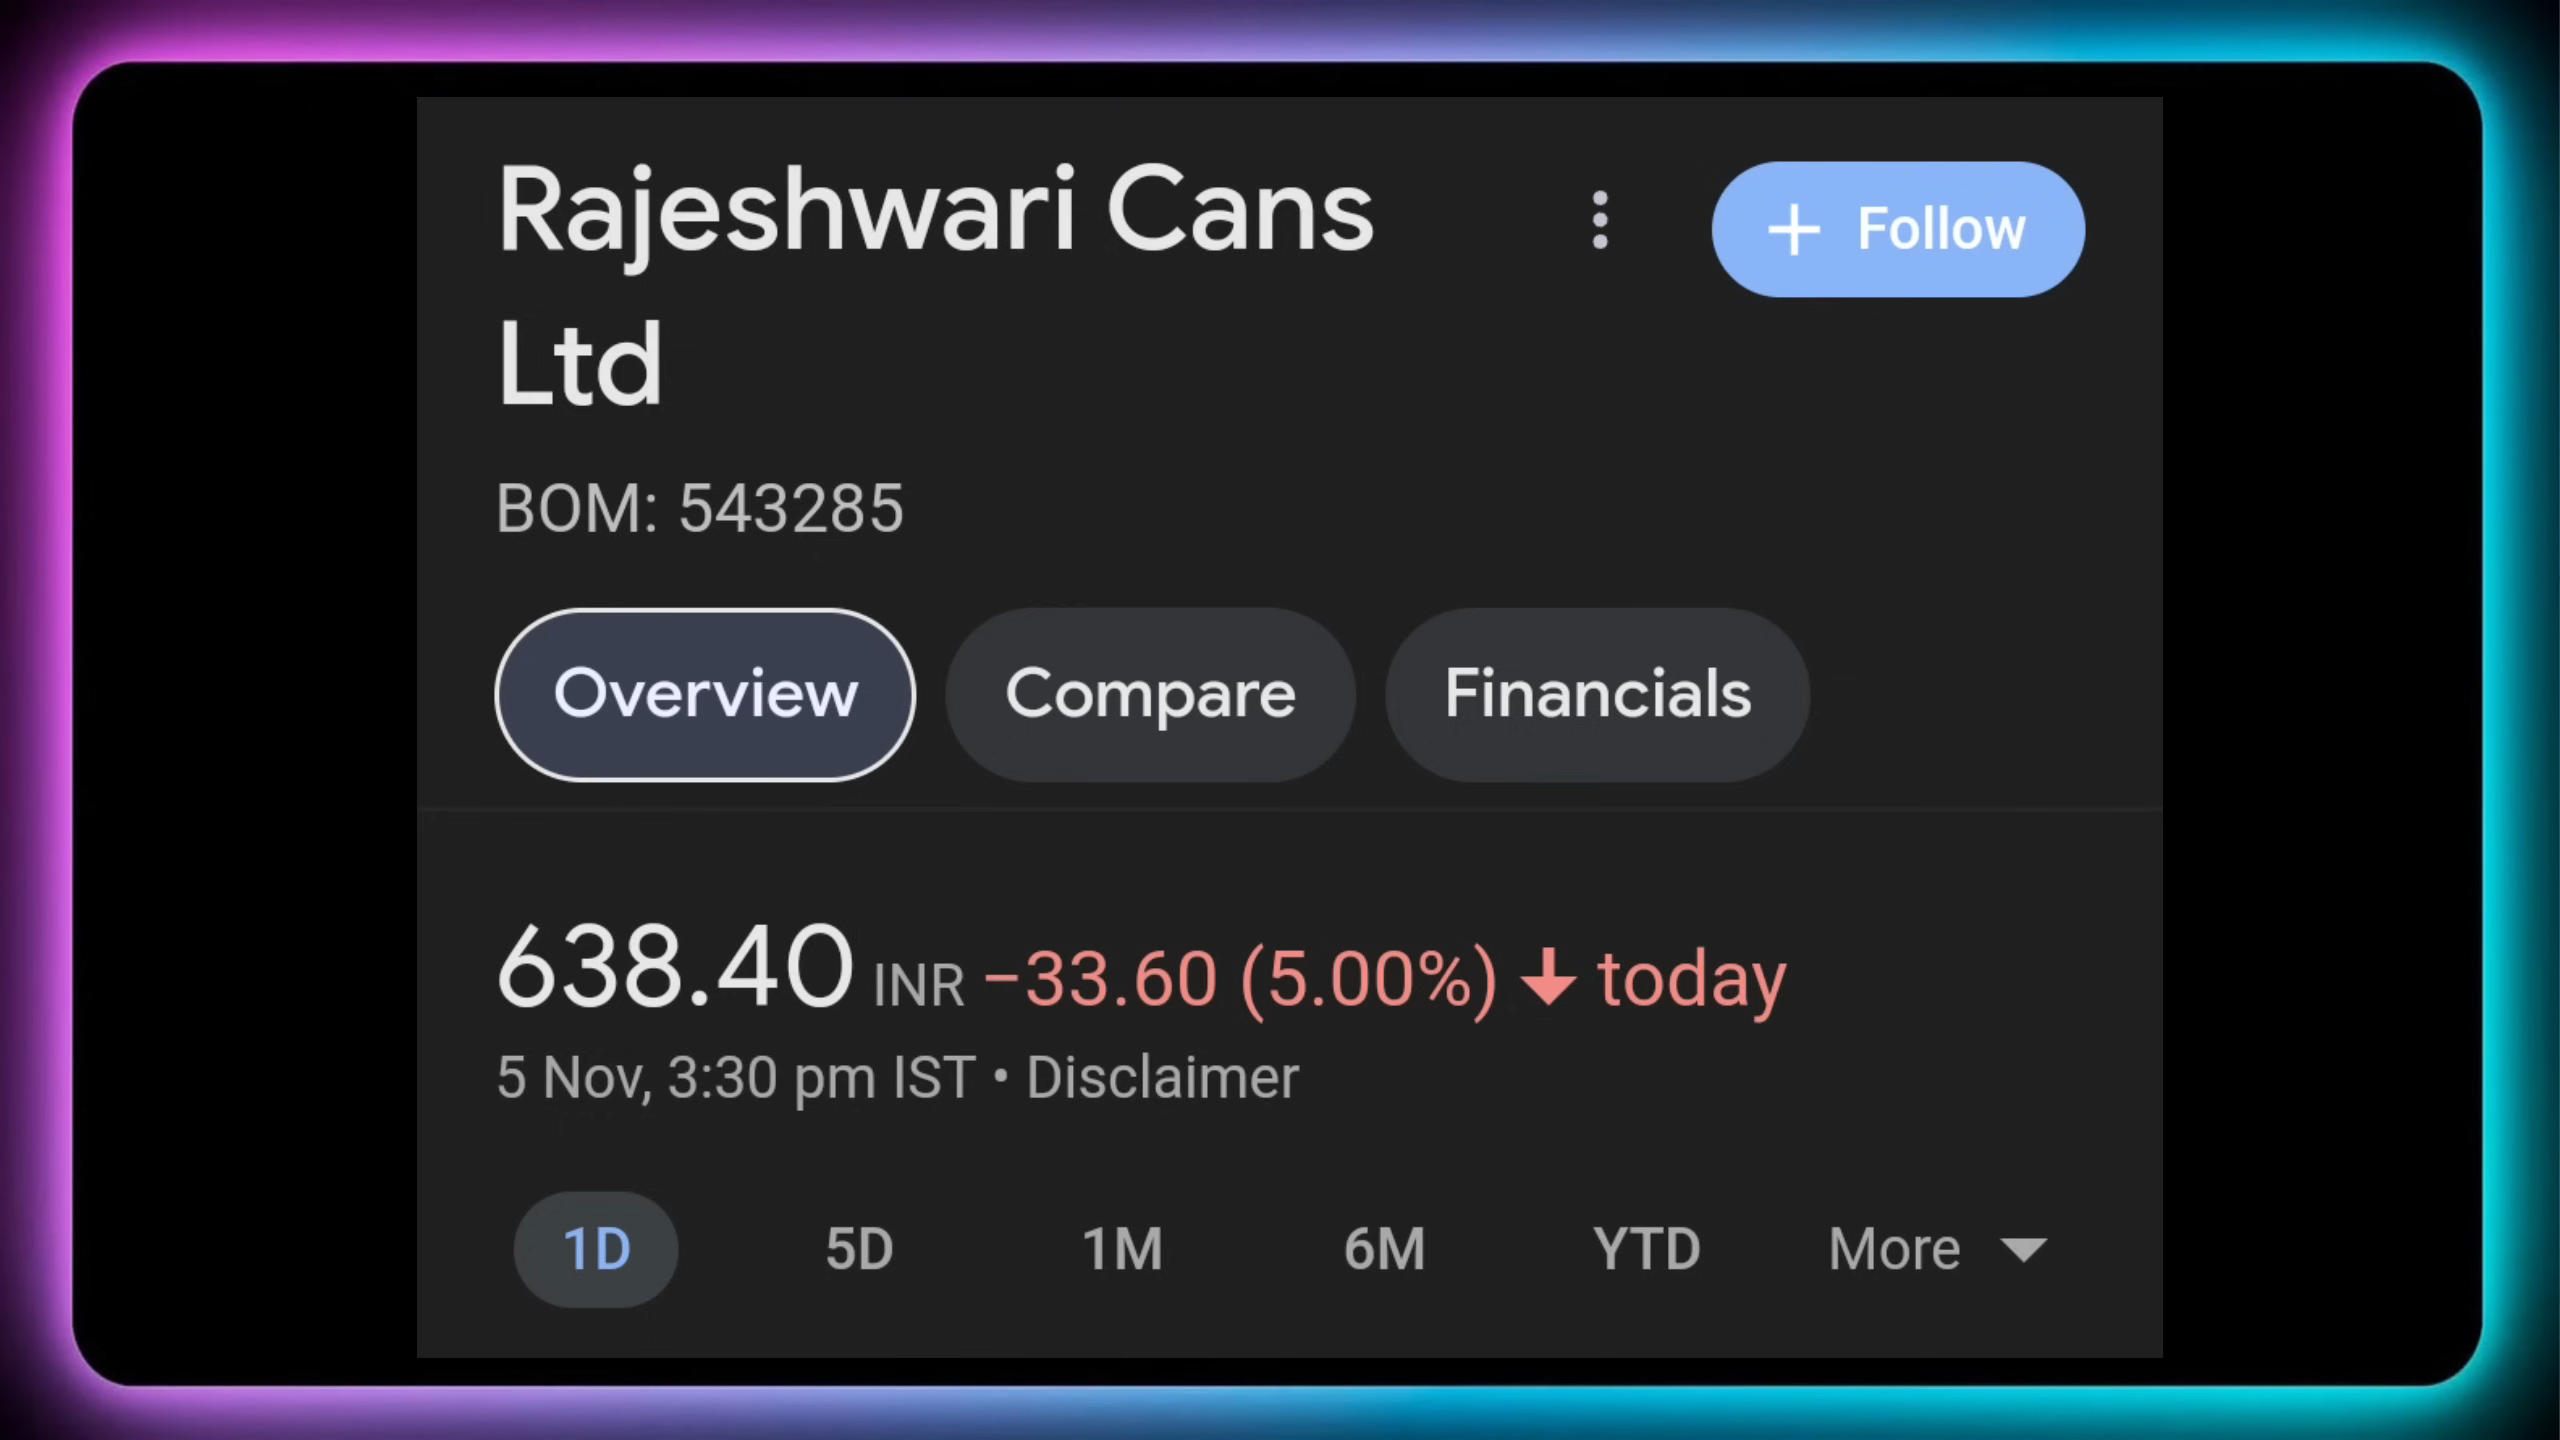 Rajeshwari Cans
Ltd
+ Follow
BOM: 543285
Overview
Compare
Financials
638.40 INR −33.60 (5.00%) ↓ today
5 Nov, 3:30 pm IST • Disclaimer
1D 5D 1M 6M YTD More